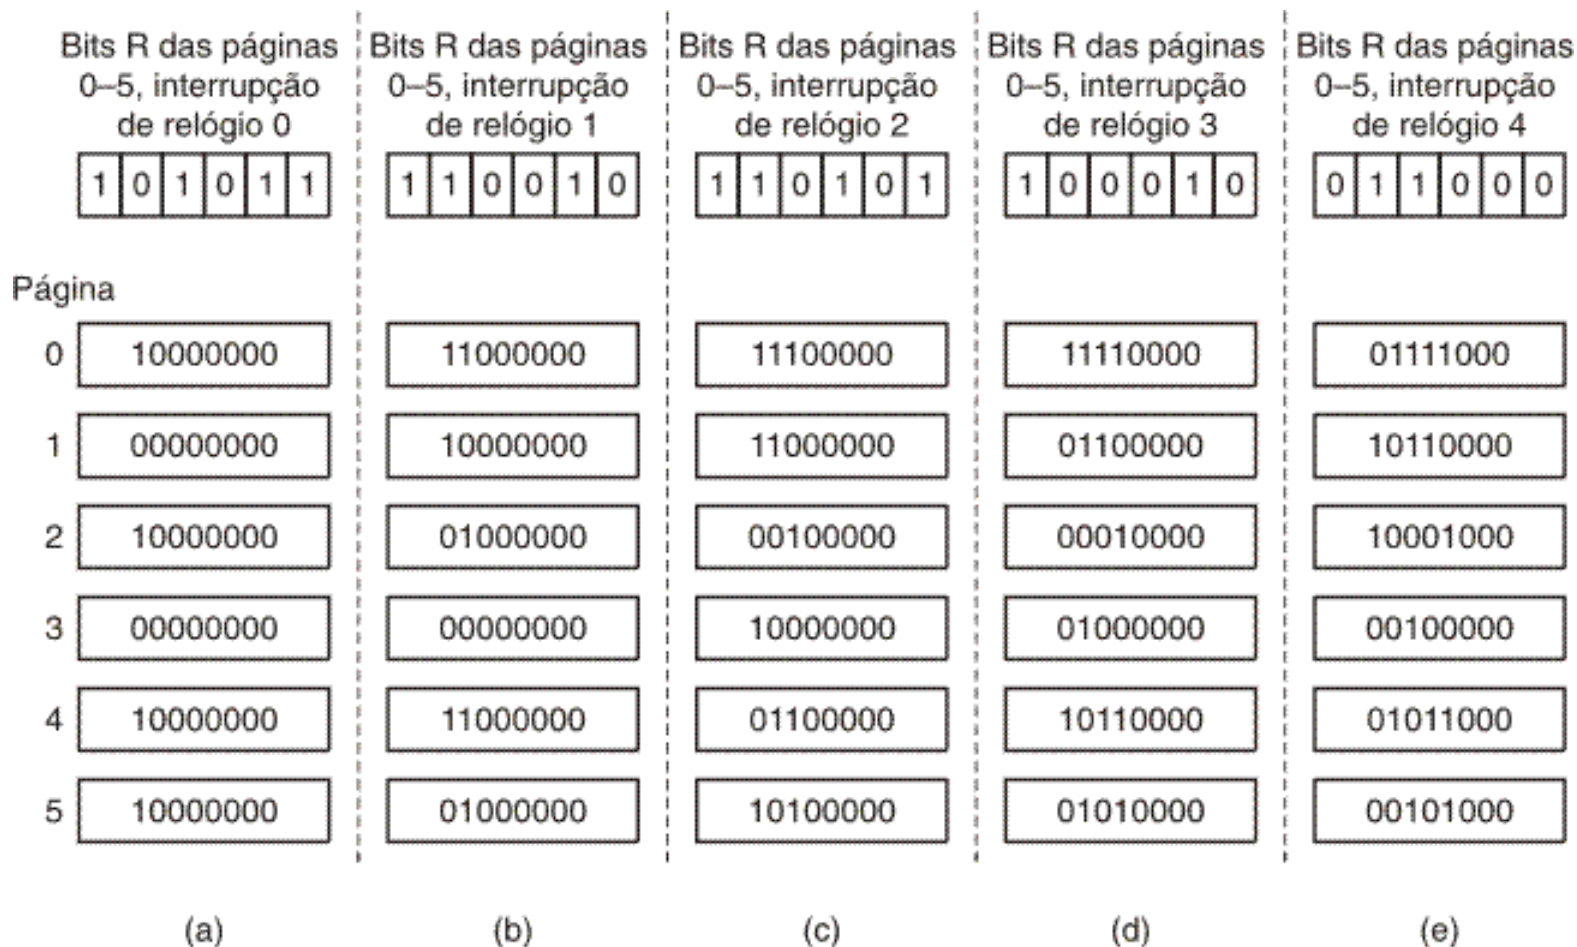 Bits R das páginas 0–5, interrupção de relógio 0
Bits R das páginas 0–5, interrupção de relógio 1
Bits R das páginas 0–5, interrupção de relógio 2
Bits R das páginas 0–5, interrupção de relógio 3
Bits R das páginas 0–5, interrupção de relógio 4
1 0 1 0 1 1
1 1 0 0 1 0
1 1 0 1 0 1
1 0 0 0 1 0
0 1 1 0 0 0
Página
0 10000000 11000000 11100000 11110000 01111000
1 00000000 10000000 11000000 01100000 10110000
2 10000000 01000000 00100000 00010000 10001000
3 00000000 00000000 10000000 01000000 00100000
4 10000000 11000000 01100000 10110000 01011000
5 10000000 01000000 10100000 01010000 00101000
(a) (b) (c) (d) (e)